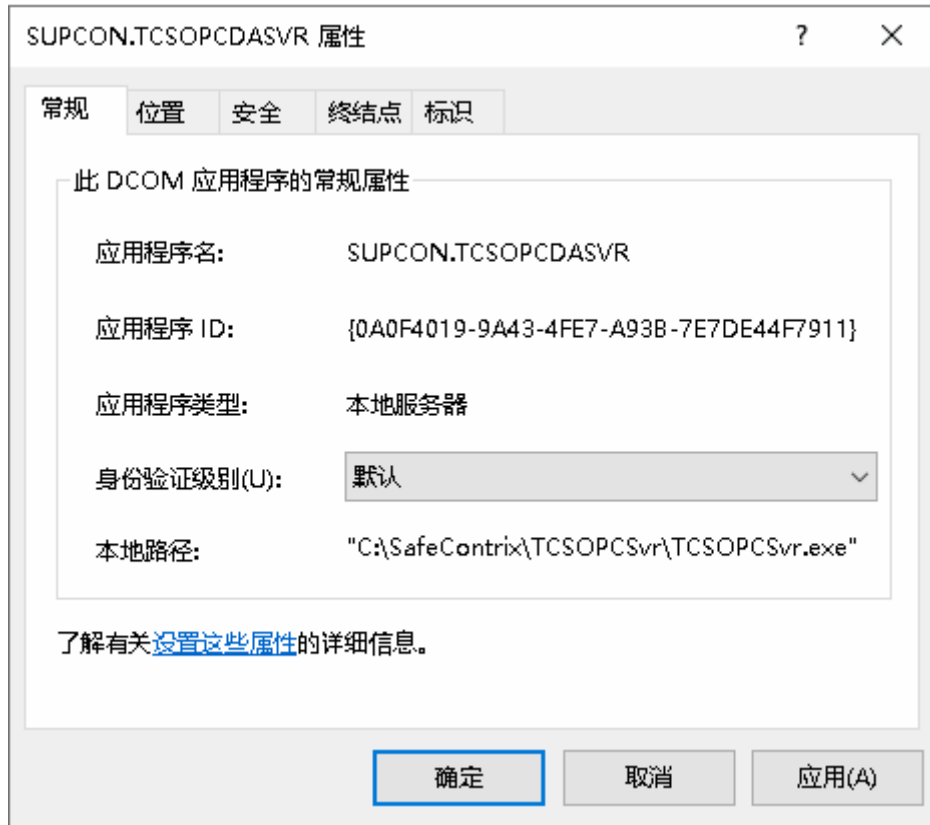 SUPCON.TCSOPCDASVR 属性
常规 位置 安全 终结点 标识
此 DCOM 应用程序的常规属性
应用程序名: SUPCON.TCSOPCDASVR
应用程序 ID: {0A0F4019-9A43-4FE7-A93B-7E7DE44F7911}
应用程序类型: 本地服务器
身份验证级别(U): 默认
本地路径: "C:\SafeContrix\TCSOPCSvr\TCSOPCSvr.exe"
了解有关设置这些属性的详细信息。
确定 取消 应用(A)